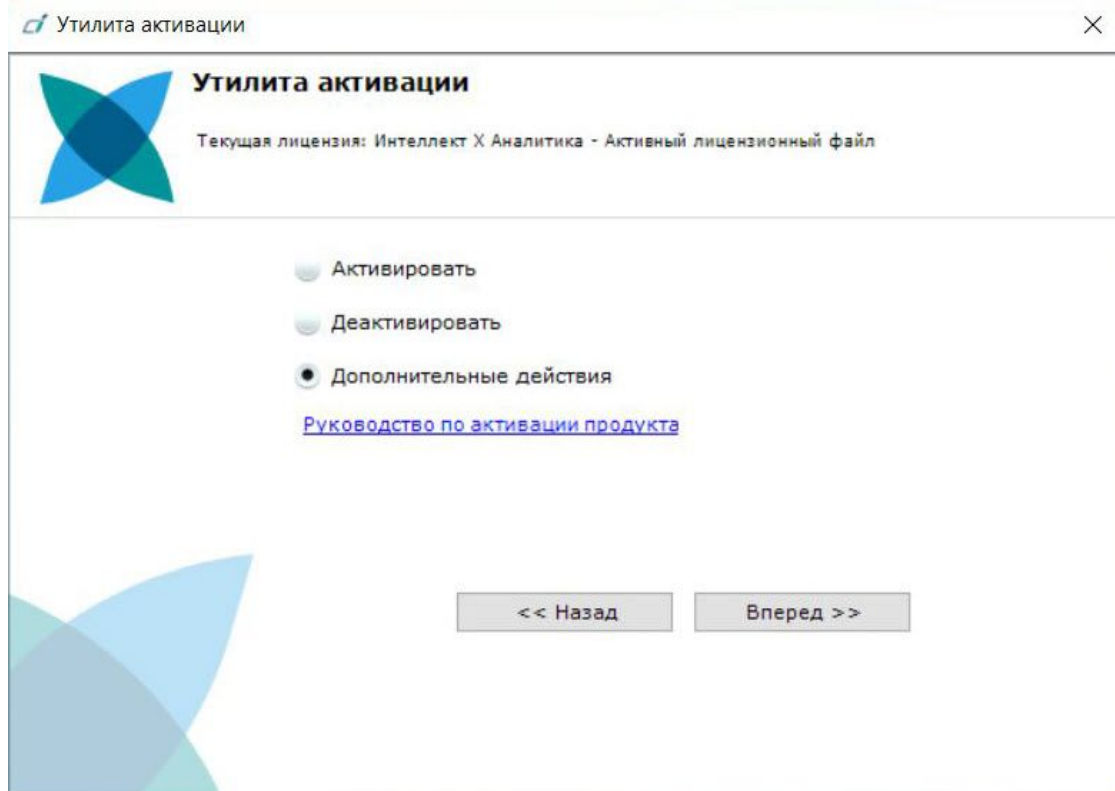 Утилита активации
Утилита активации
Текущая лицензия: Интеллект X Аналитика - Активный лицензионный файл
Активировать
Деактивировать
Дополнительные действия
Руководство по активации продукта
<< Назад
Вперед >>